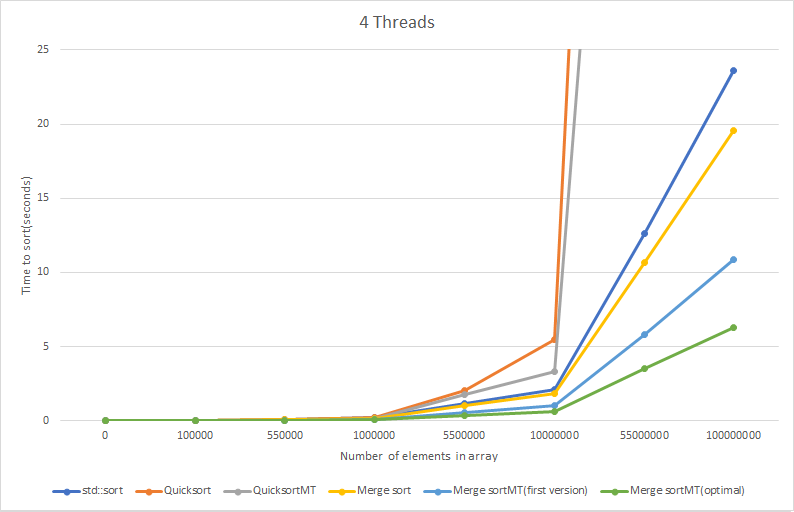 4 Threads
25
20
15
10
5
0
Time to sort(seconds)
0 100000 550000 1000000 5500000 10000000 55000000 100000000
Number of elements in array
std::sort Quicksort QuicksortMT Merge sort Merge sortMT(first version) Merge sortMT(optimal)